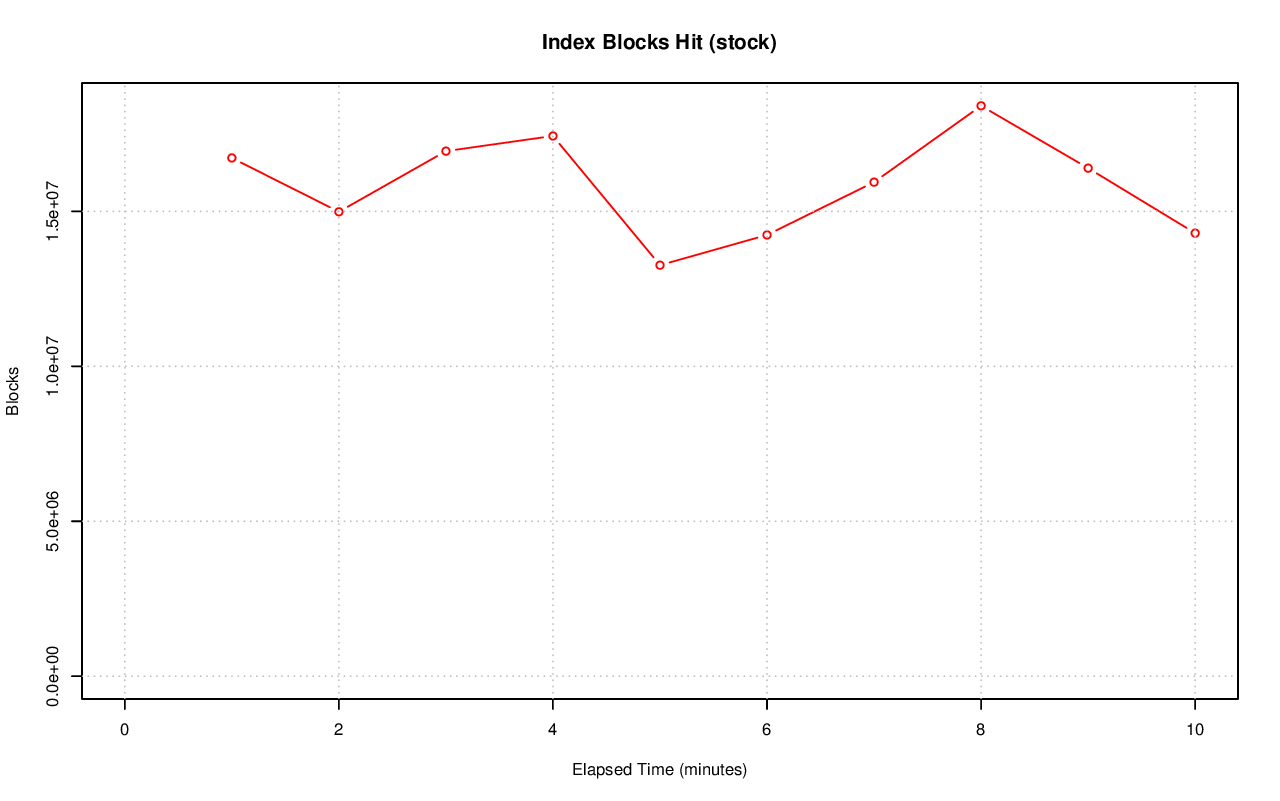 Index Blocks Hit (stock)
Blocks
1.5e+07
1.0e+07
5.0e+06
0.0e+00
0 2 4 6 8 10
Elapsed Time (minutes)